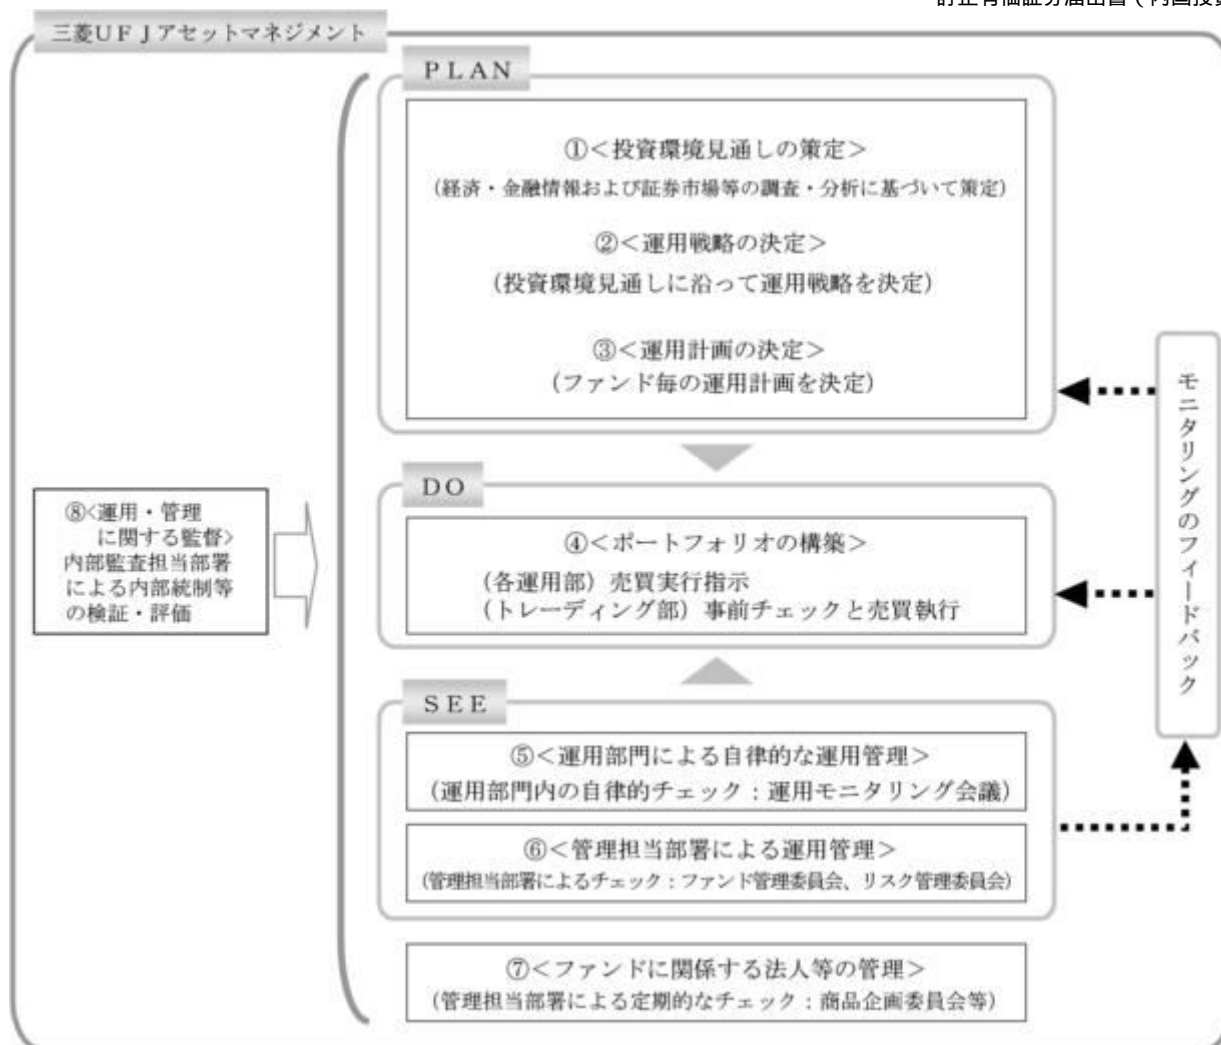 訂正有価証券届出書（内国投資
三菱ＵＦＪアセットマネジメント
ＰＬＡＮ
①＜投資環境見通しの策定＞
（経済・金融情報および証券市場等の調査・分析に基づいて策定）
②＜運用戦略の決定＞
（投資環境見通しに沿って運用戦略を決定）
③＜運用計画の決定＞
（ファンド毎の運用計画を決定）
ＤＯ
④＜ポートフォリオの構築＞
（各運用部）売買実行指示
（トレーディング部）事前チェックと売買執行
ＳＥＥ
⑤＜運用部門による自律的な運用管理＞
（運用部門内の自律的チェック：運用モニタリング会議）
⑥＜管理担当部署による運用管理＞
（管理担当部署によるチェック：ファンド管理委員会、リスク管理委員会）
⑦＜ファンドに関係する法人等の管理＞
（管理担当部署による定期的なチェック：商品企画委員会等）
⑧＜運用・管理
に関する監督＞
内部監査担当部署
による内部統制等
の検証・評価
モニタリングのフィードバック